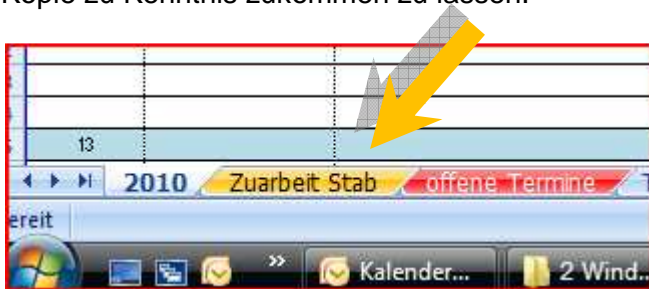 Kopie zu Kenntnis zukommen zu lassen.
13
2010 Zuarbeit Stab offene Termine
ereit
» Kalender... 2 Wind...